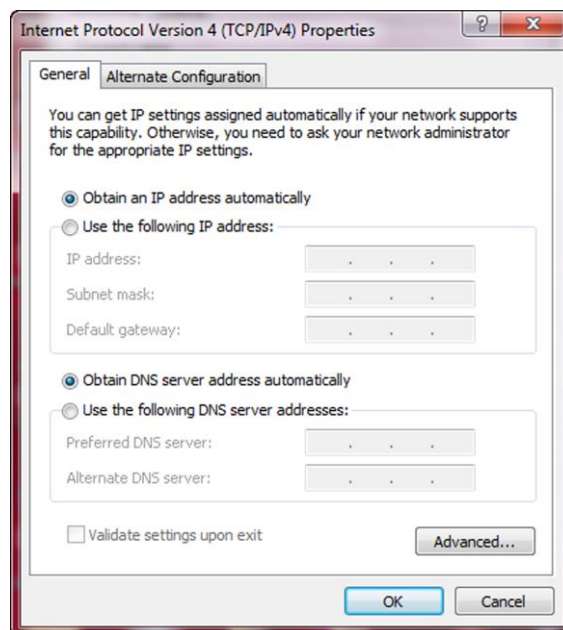 Internet Protocol Version 4 (TCP/IPv4) Properties
General
Alternate Configuration
You can get IP settings assigned automatically if your network supports
this capability. Otherwise, you need to ask your network administrator
for the appropriate IP settings.
Obtain an IP address automatically
Use the following IP address:
IP address:
Subnet mask:
Default gateway:
Obtain DNS server address automatically
Use the following DNS server addresses:
Preferred DNS server:
Alternate DNS server:
Validate settings upon exit
Advanced...
OK
Cancel